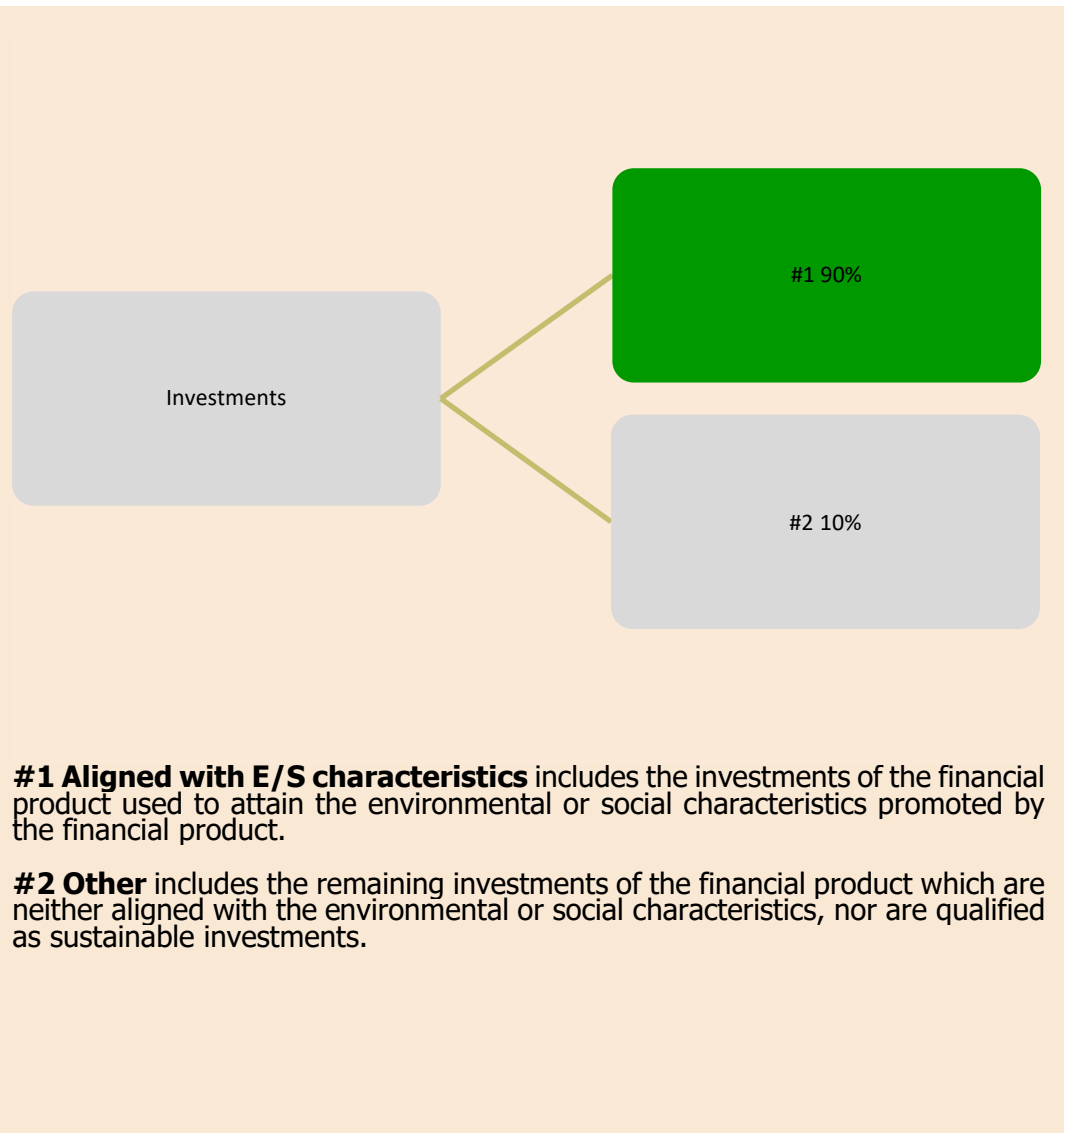 #1 90%
Investments
#2 10%
#1 Aligned with E/S characteristics includes the investments of the financial
product used to attain the environmental or social characteristics promoted by
the financial product.
#2 Other includes the remaining investments of the financial product which are
neither aligned with the environmental or social characteristics, nor are qualified
as sustainable investments.